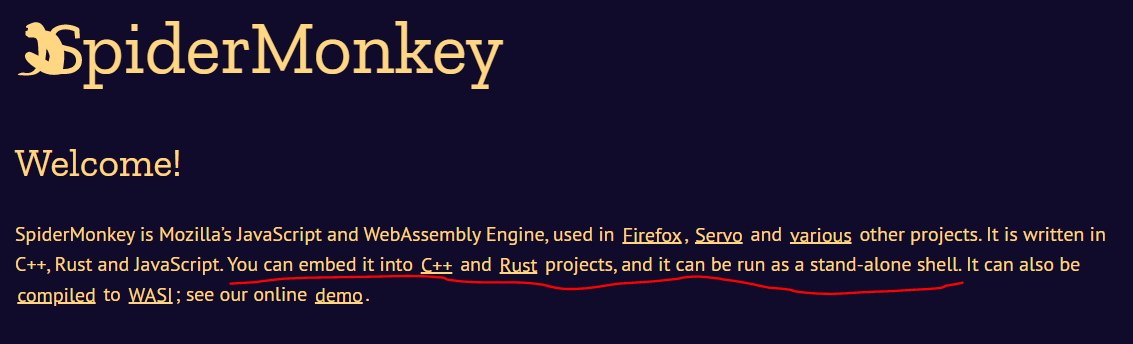 SpiderMonkey
Welcome!
SpiderMonkey is Mozilla's JavaScript and WebAssembly Engine, used in Firefox, Servo and various other projects. It is written in
C++, Rust and JavaScript. You can embed it into C++ and Rust projects, and it can be run as a stand-alone shell. It can also be
compiled to WASI; see our online demo.